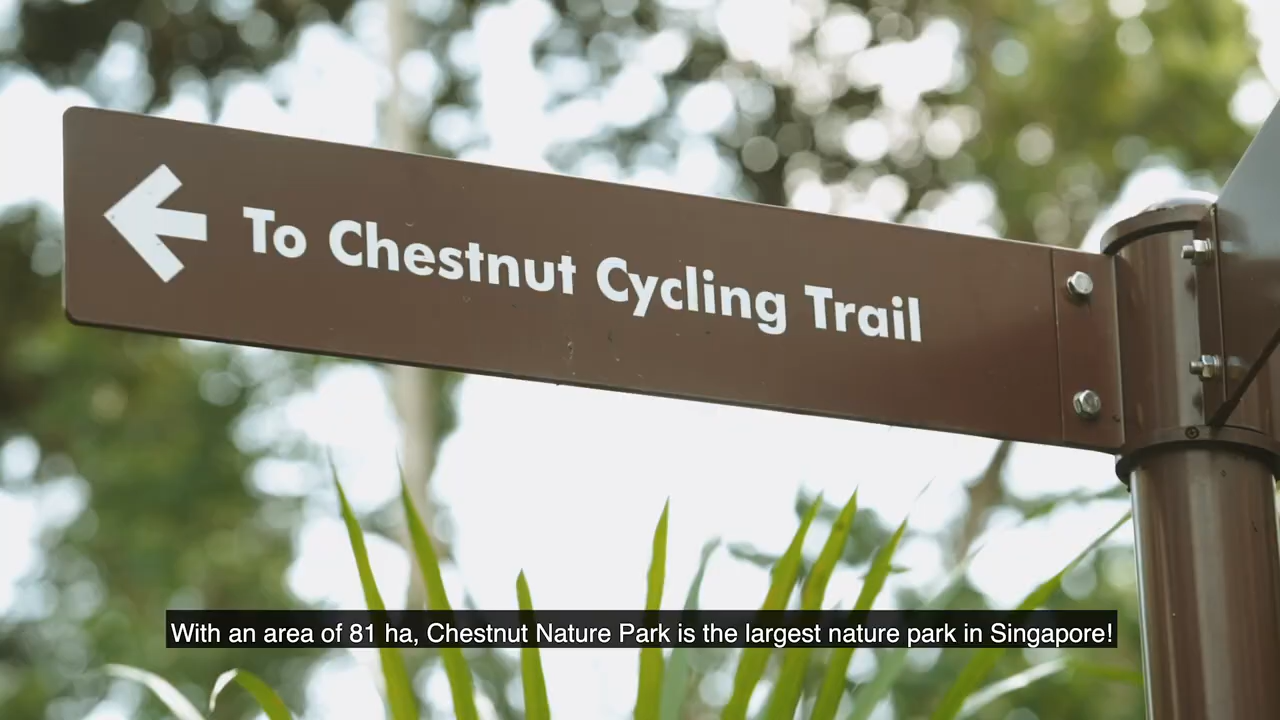 To Chestnut Cycling Trail
With an area of 81 ha, Chestnut Nature Park is the largest nature park in Singapore!